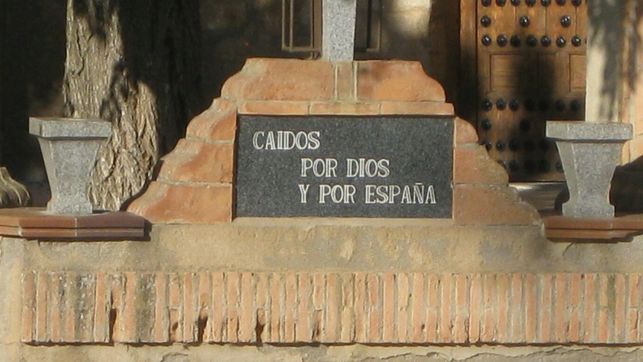 CAIDOS
POR DIOS
Y POR ESPAÑA